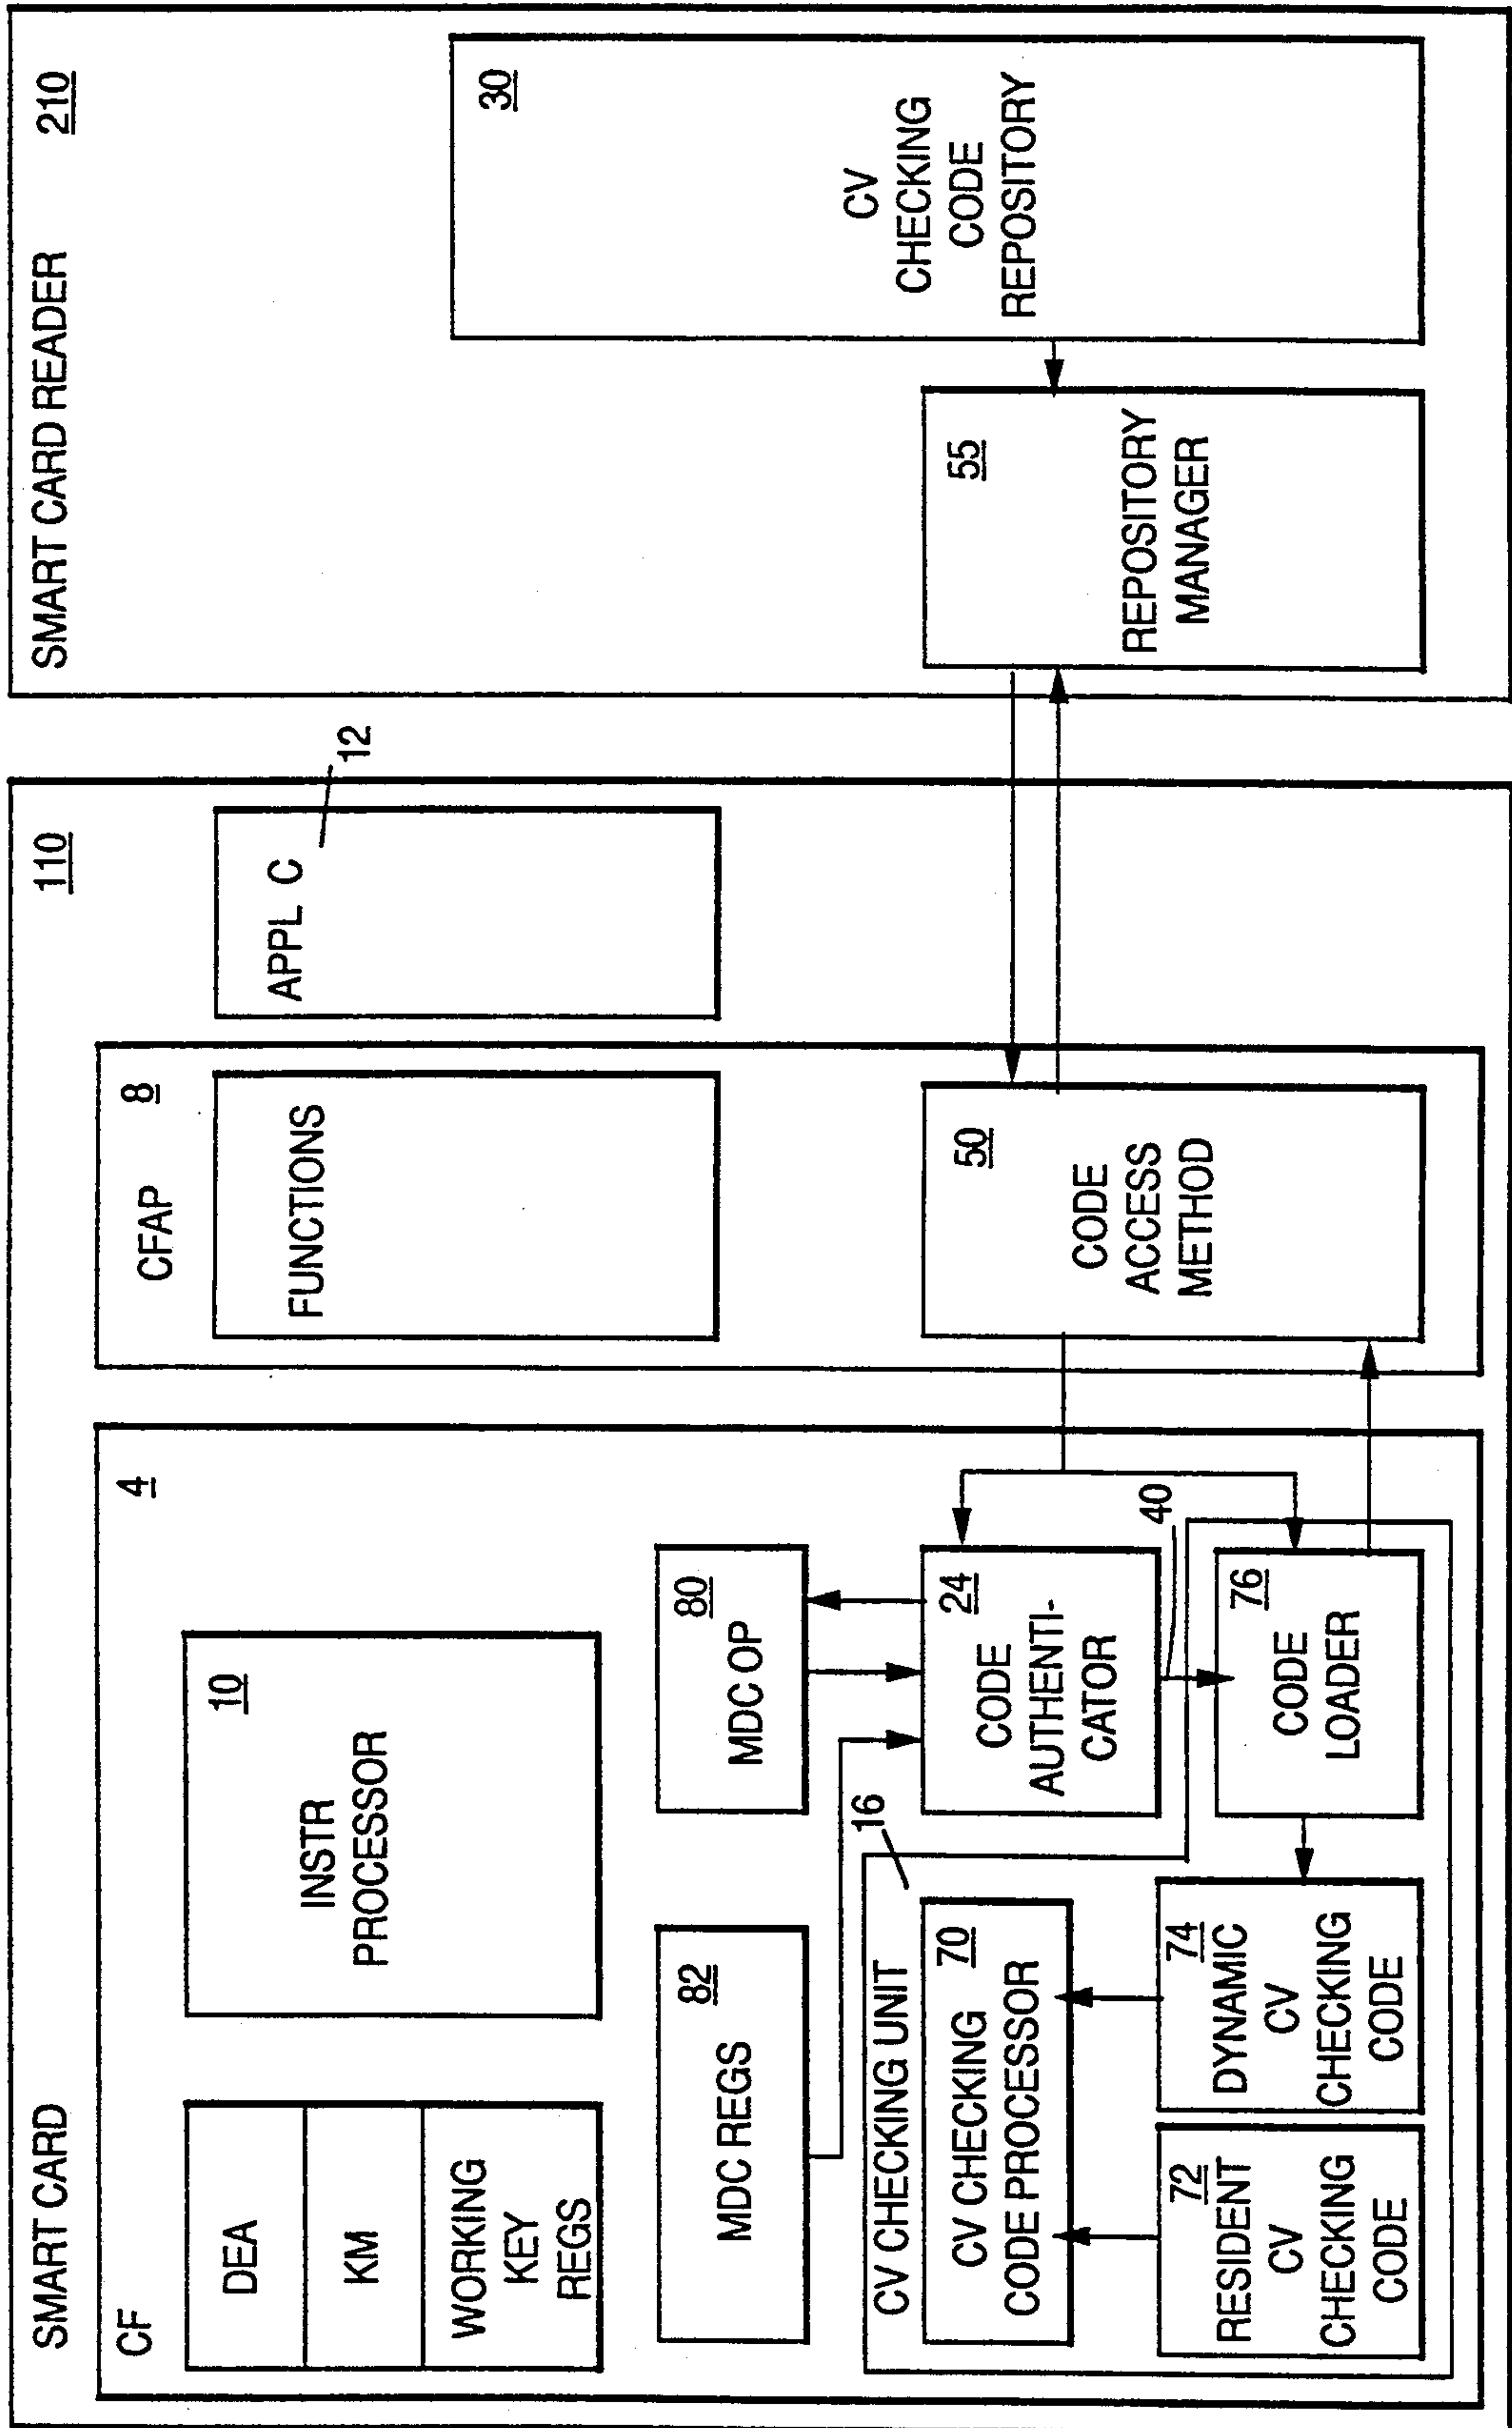 SMART CARD
110
CF
4
DEA
KM
WORKING
KEY
REGS
10
INSTR
PROCESSOR
82
MDC REGS
80
MDC OP
16
CV CHECKING UNIT
70
CV CHECKING
CODE PROCESSOR
72
RESIDENT
CV
CHECKING
CODE
74
DYNAMIC
CV
CHECKING
CODE
24
CODE
AUTHENTI-
CATOR
40
76
CODE
LOADER
CFAP
8
FUNCTIONS
50
CODE
ACCESS
METHOD
APPL C
12
SMART CARD READER
210
55
REPOSITORY
MANAGER
30
CV
CHECKING
CODE
REPOSITORY